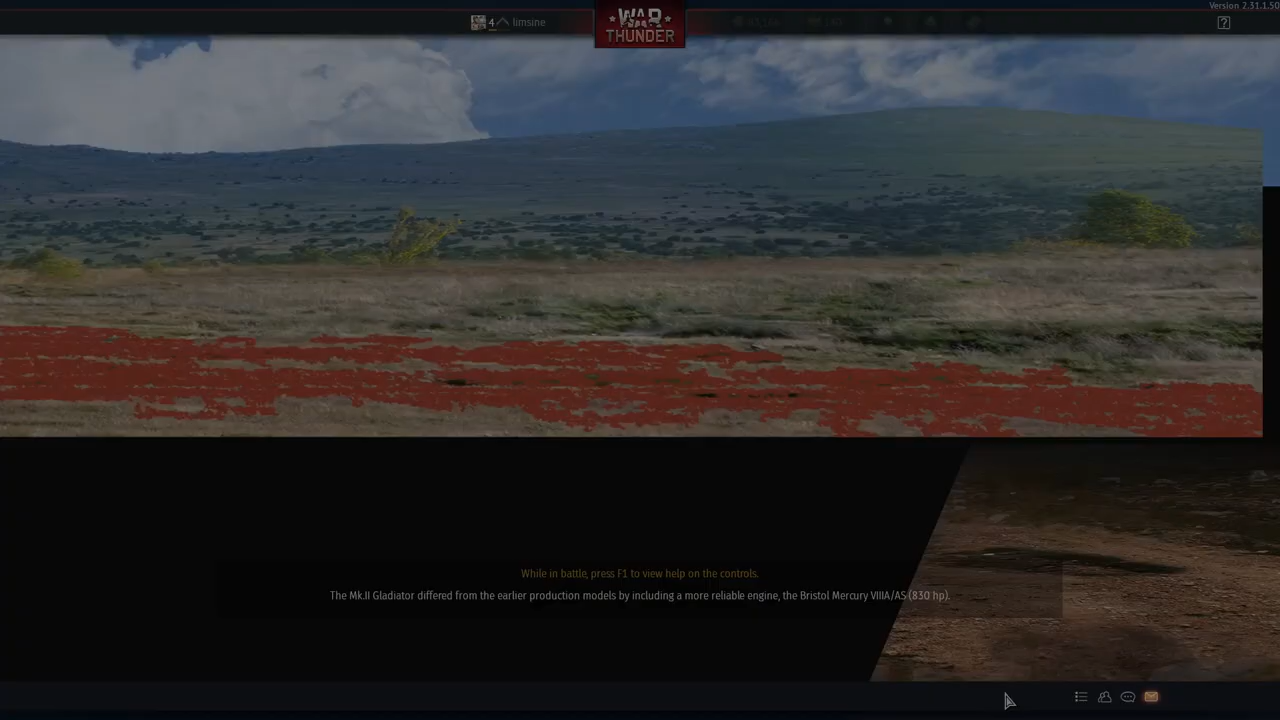 Version 2.31.1.50
4 limsine
WAR
THUNDER
While in battle, press F1 to view help on the controls.
The Mk.II Gladiator differed from the earlier production models by including a more reliable engine, the Bristol Mercury VIIIA/AS (830 hp).